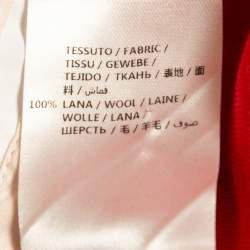 TESSUTO / FABRIC /
TISSU / GEWEBE /
TEJIDO / ТКАНЬ / 表地 / 面
料 / قماش /
100% LANA / WOOL / LAINE /
WOLLE / LANA /
ШЕРСТЬ / 毛 / 羊毛 / صوف /